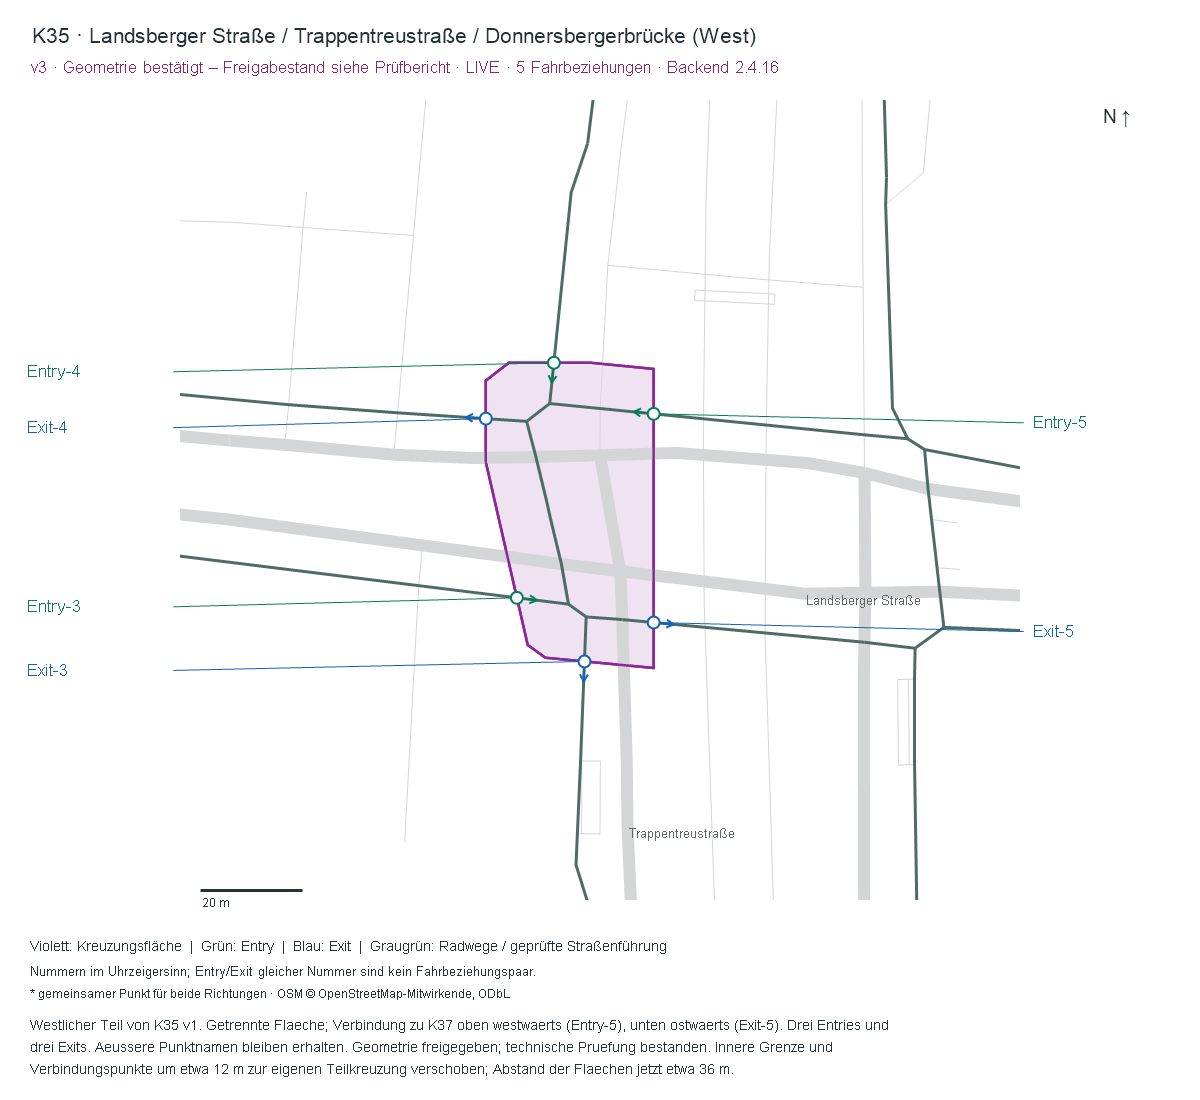 K35 · Landsberger Straße / Trappentreustraße / Donnersbergerbrücke (West)
v3 · Geometrie bestätigt – Freigabestand siehe Prüfbericht · LIVE · 5 Fahrbeziehungen · Backend 2.4.16
N ↑
Entry-4
Exit-4
Entry-5
Landsberger Straße
Entry-3
Exit-5
Exit-3
Trappentreustraße
20 m
Violett: Kreuzungsfläche | Grün: Entry | Blau: Exit | Graugrün: Radwege / geprüfte Straßenführung
Nummern im Uhrzeigersinn; Entry/Exit gleicher Nummer sind kein Fahrbeziehungspaar.
* gemeinsamer Punkt für beide Richtungen · OSM © OpenStreetMap-Mitwirkende, ODbL
Westlicher Teil von K35 v1. Getrennte Flaeche; Verbindung zu K37 oben westwaerts (Entry-5), unten ostwaerts (Exit-5). Drei Entries und
drei Exits. Aeussere Punktnamen bleiben erhalten. Geometrie freigegeben; technische Pruefung bestanden. Innere Grenze und
Verbindungspunkte um etwa 12 m zur eigenen Teilkreuzung verschoben; Abstand der Flaechen jetzt etwa 36 m.